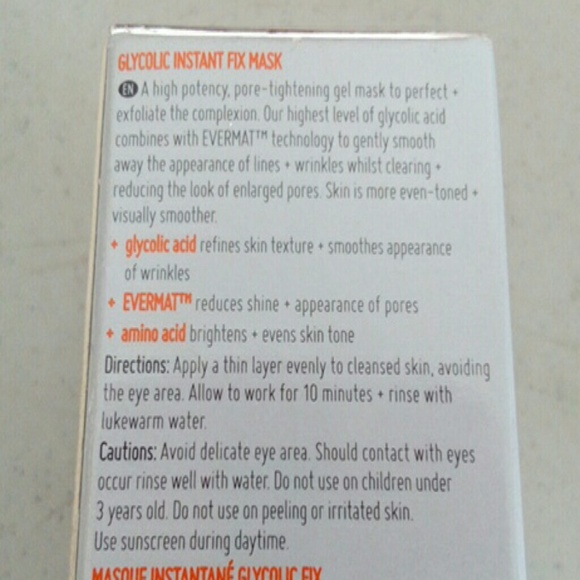 GLYCOLIC INSTANT FIX MASK
EN A high potency, pore-tightening gel mask to perfect +
exfoliate the complexion. Our highest level of glycolic acid
combines with EVERMAT™ technology to gently smooth
away the appearance of lines + wrinkles whilst clearing +
reducing the look of enlarged pores. Skin is more even-toned +
visually smoother.
+ glycolic acid refines skin texture + smoothes appearance
of wrinkles
+ EVERMAT™ reduces shine + appearance of pores
+ amino acid brightens + evens skin tone
Directions: Apply a thin layer evenly to cleansed skin, avoiding
the eye area. Allow to work for 10 minutes + rinse with
lukewarm water.
Cautions: Avoid delicate eye area. Should contact with eyes
occur rinse well with water. Do not use on children under
3 years old. Do not use on peeling or irritated skin.
Use sunscreen during daytime.
MASQUE INSTANTANÉ GLYCOLIC FIX